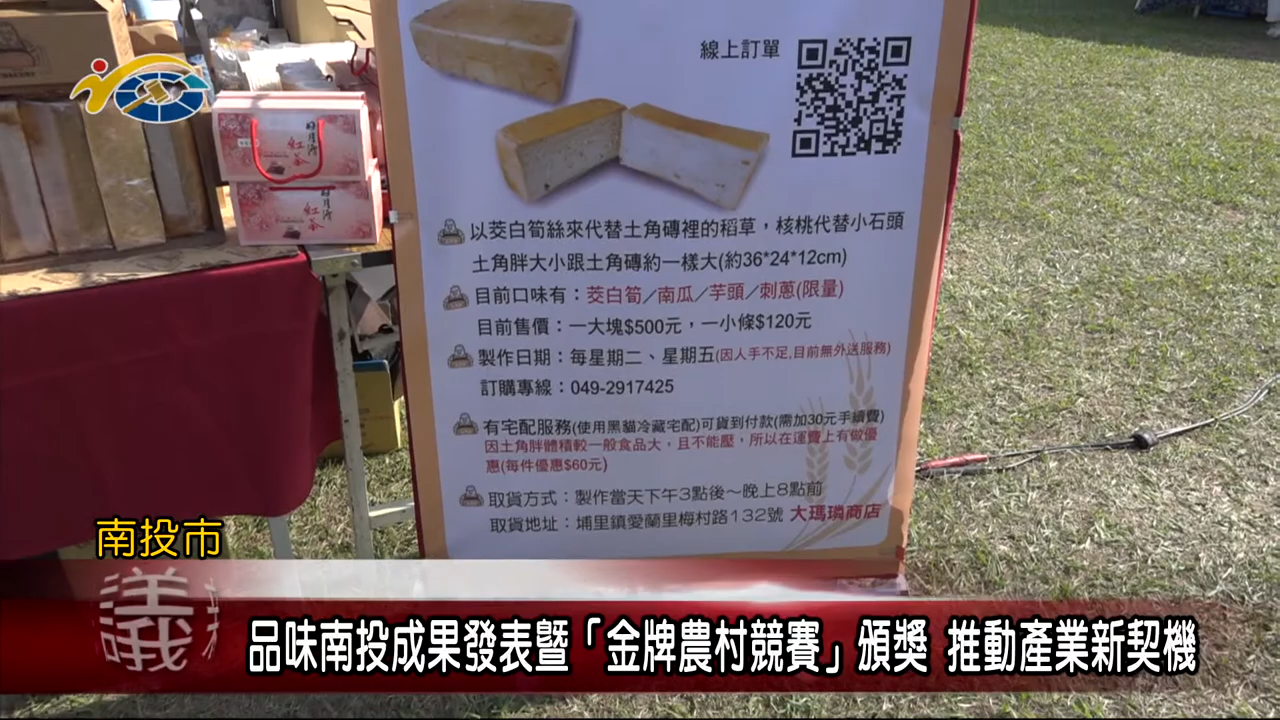 線上訂單
紅茶
紅茶
以茭白筍絲來代替土角磚裡的稻草，核桃代替小石頭
土角胖大小跟土角磚約一樣大(約36*24*12cm)
目前口味有：茭白筍／南瓜／芋頭／刺蔥(限量)
目前售價：一大塊$500元，一小條$120元
製作日期：每星期二、星期五(因人手不足,目前無外送服務)
訂購專線：049-2917425
有宅配服務(使用黑貓冷藏宅配)可貨到付款(需加30元手續費)
因土角胖體積較一般食品大，且不能壓，所以在運費上有做優
惠(每件優惠$60元)
取貨方式：製作當天下午3點後～晚上8點前
取貨地址：埔里鎮愛蘭里梅村路132號 大瑪璘商店
南投市
議
品味南投成果發表暨「金牌農村競賽」頒獎 推動產業新契機